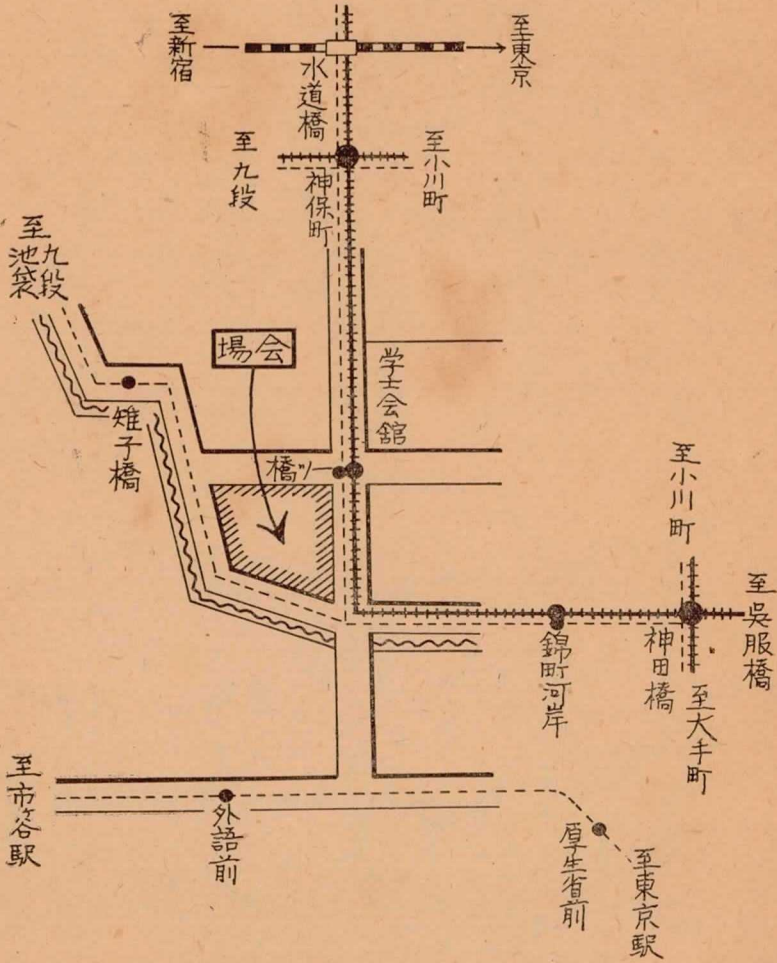 至新宿
至東京
水道橋
至九段
至小川町
神保町
至九段
池袋
場会
学士会舘
雉子橋
橋ツ一
至小川町
至呉服橋
錦町河岸
神田橋
至大手町
至市ヶ谷駅
外語前
厚生省前
至東京駅